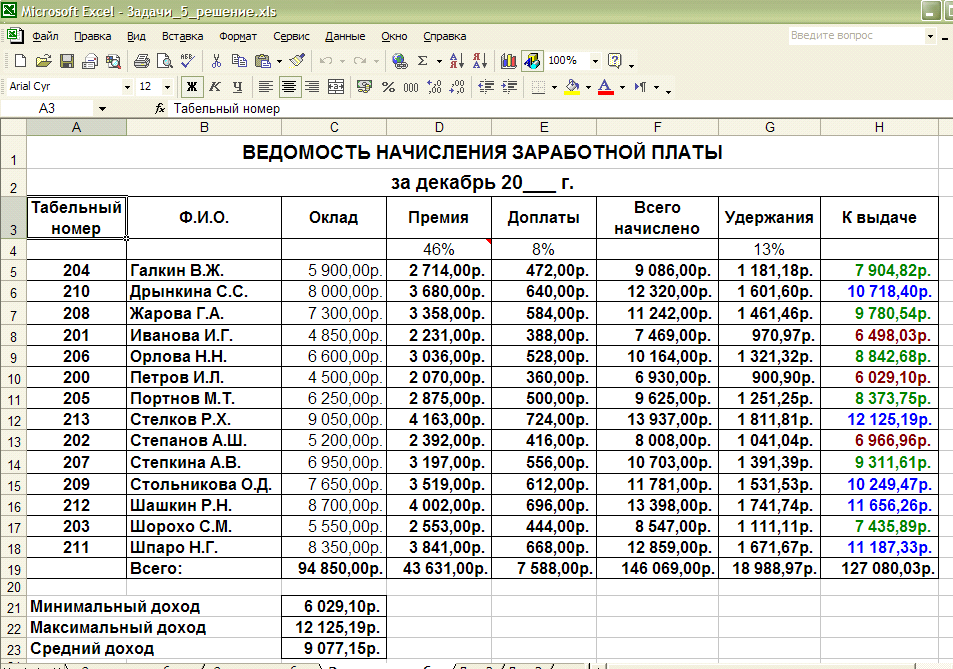 Microsoft Excel - Задачи_5_решение.xls
Файл Правка Вид Вставка Формат Сервис Данные Окно Справка Введите вопрос
100%
Arial Cyr 12 Ж К Ч % 000
A3 fx Табельный номер
A B C D E F G H
1 ВЕДОМОСТЬ НАЧИСЛЕНИЯ ЗАРАБОТНОЙ ПЛАТЫ
2 за декабрь 20___ г.
3 Табельный номер Ф.И.О. Оклад Премия Доплаты Всего начислено Удержания К выдаче
4 46% 8% 13%
5 204 Галкин В.Ж. 5 900,00р. 2 714,00р. 472,00р. 9 086,00р. 1 181,18р. 7 904,82р.
6 210 Дрынкина С.С. 8 000,00р. 3 680,00р. 640,00р. 12 320,00р. 1 601,60р. 10 718,40р.
7 208 Жарова Г.А. 7 300,00р. 3 358,00р. 584,00р. 11 242,00р. 1 461,46р. 9 780,54р.
8 201 Иванова И.Г. 4 850,00р. 2 231,00р. 388,00р. 7 469,00р. 970,97р. 6 498,03р.
9 206 Орлова Н.Н. 6 600,00р. 3 036,00р. 528,00р. 10 164,00р. 1 321,32р. 8 842,68р.
10 200 Петров И.Л. 4 500,00р. 2 070,00р. 360,00р. 6 930,00р. 900,90р. 6 029,10р.
11 205 Портнов М.Т. 6 250,00р. 2 875,00р. 500,00р. 9 625,00р. 1 251,25р. 8 373,75р.
12 213 Стелков Р.Х. 9 050,00р. 4 163,00р. 724,00р. 13 937,00р. 1 811,81р. 12 125,19р.
13 202 Степанов А.Ш. 5 200,00р. 2 392,00р. 416,00р. 8 008,00р. 1 041,04р. 6 966,96р.
14 207 Степкина А.В. 6 950,00р. 3 197,00р. 556,00р. 10 703,00р. 1 391,39р. 9 311,61р.
15 209 Стольникова О.Д. 7 650,00р. 3 519,00р. 612,00р. 11 781,00р. 1 531,53р. 10 249,47р.
16 212 Шашкин Р.Н. 8 700,00р. 4 002,00р. 696,00р. 13 398,00р. 1 741,74р. 11 656,26р.
17 203 Шорохо С.М. 5 550,00р. 2 553,00р. 444,00р. 8 547,00р. 1 111,11р. 7 435,89р.
18 211 Шпаро Н.Г. 8 350,00р. 3 841,00р. 668,00р. 12 859,00р. 1 671,67р. 11 187,33р.
19 Всего: 94 850,00р. 43 631,00р. 7 588,00р. 146 069,00р. 18 988,97р. 127 080,03р.
20
21 Минимальный доход 6 029,10р.
22 Максимальный доход 12 125,19р.
23 Средний доход 9 077,15р.